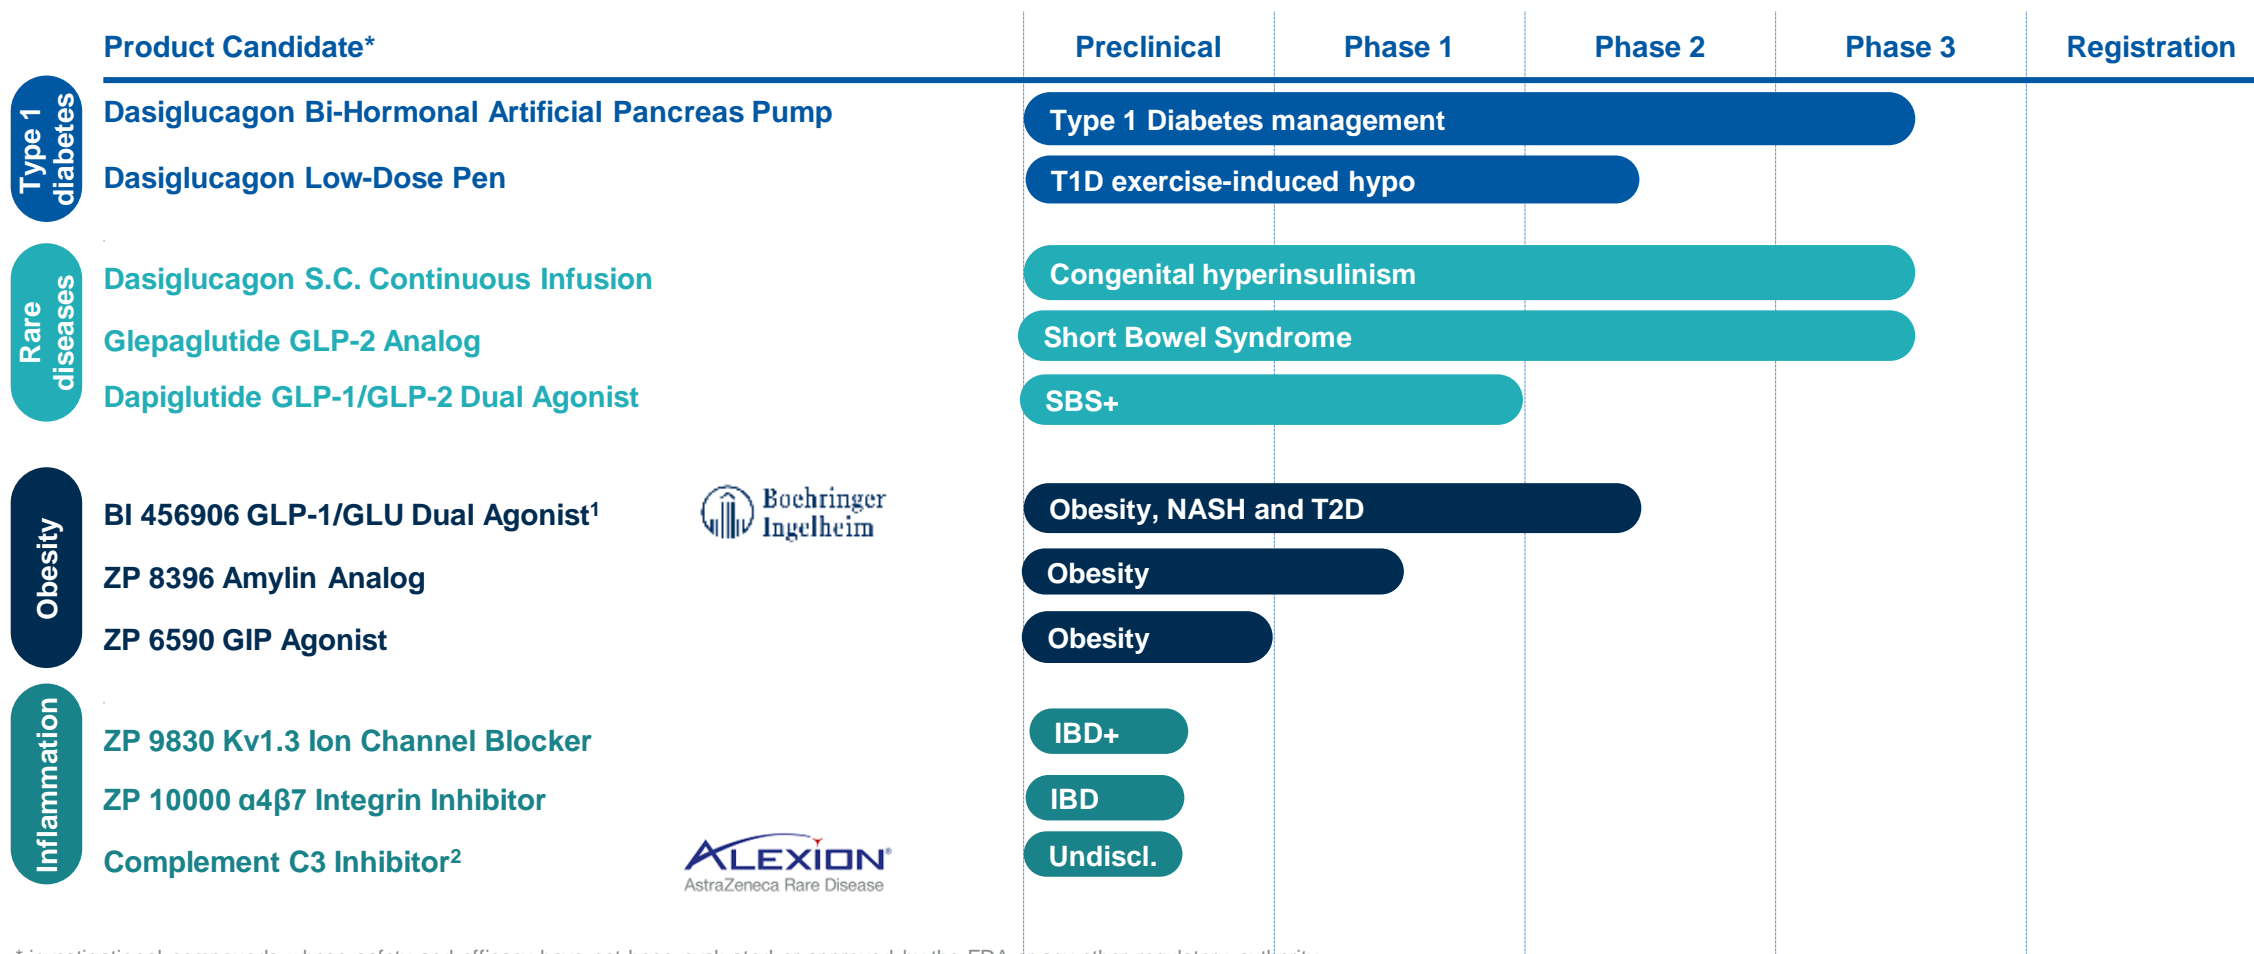 Product Candidate*
Preclinical
Phase 1
Phase 2
Phase 3
Registration
Type 1
diabetes
Dasiglucagon Bi-Hormonal Artificial Pancreas Pump
Type 1 Diabetes management
Dasiglucagon Low-Dose Pen
T1D exercise-induced hypo
Rare
diseases
Dasiglucagon S.C. Continuous Infusion
Congenital hyperinsulinism
Glepaglutide GLP-2 Analog
Short Bowel Syndrome
Dapiglutide GLP-1/GLP-2 Dual Agonist
SBS+
Obesity
BI 456906 GLP-1/GLU Dual Agonist¹
Boehringer
Ingelheim
Obesity, NASH and T2D
ZP 8396 Amylin Analog
Obesity
ZP 6590 GIP Agonist
Obesity
Inflammation
ZP 9830 Kv1.3 Ion Channel Blocker
IBD+
ZP 10000 α4β7 Integrin Inhibitor
IBD
Complement C3 Inhibitor²
ALEXION®
AstraZeneca Rare Disease
Undiscl.